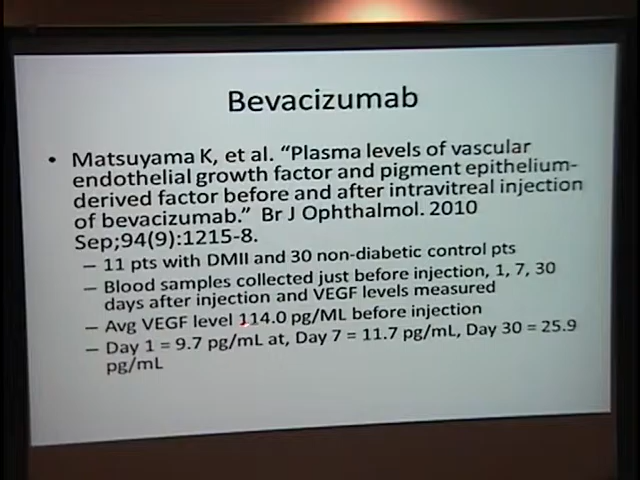 Bevacizumab
• Matsuyama K, et al. “Plasma levels of vascular
endothelial growth factor and pigment epithelium-
derived factor before and after intravitreal injection
of bevacizumab.” Br J Ophthalmol. 2010
Sep;94(9):1215-8.
– 11 pts with DMII and 30 non-diabetic control pts
– Blood samples collected just before injection, 1, 7, 30
days after injection and VEGF levels measured
– Avg VEGF level 114.0 pg/ML before injection
– Day 1 = 9.7 pg/mL at, Day 7 = 11.7 pg/mL, Day 30 = 25.9
pg/mL